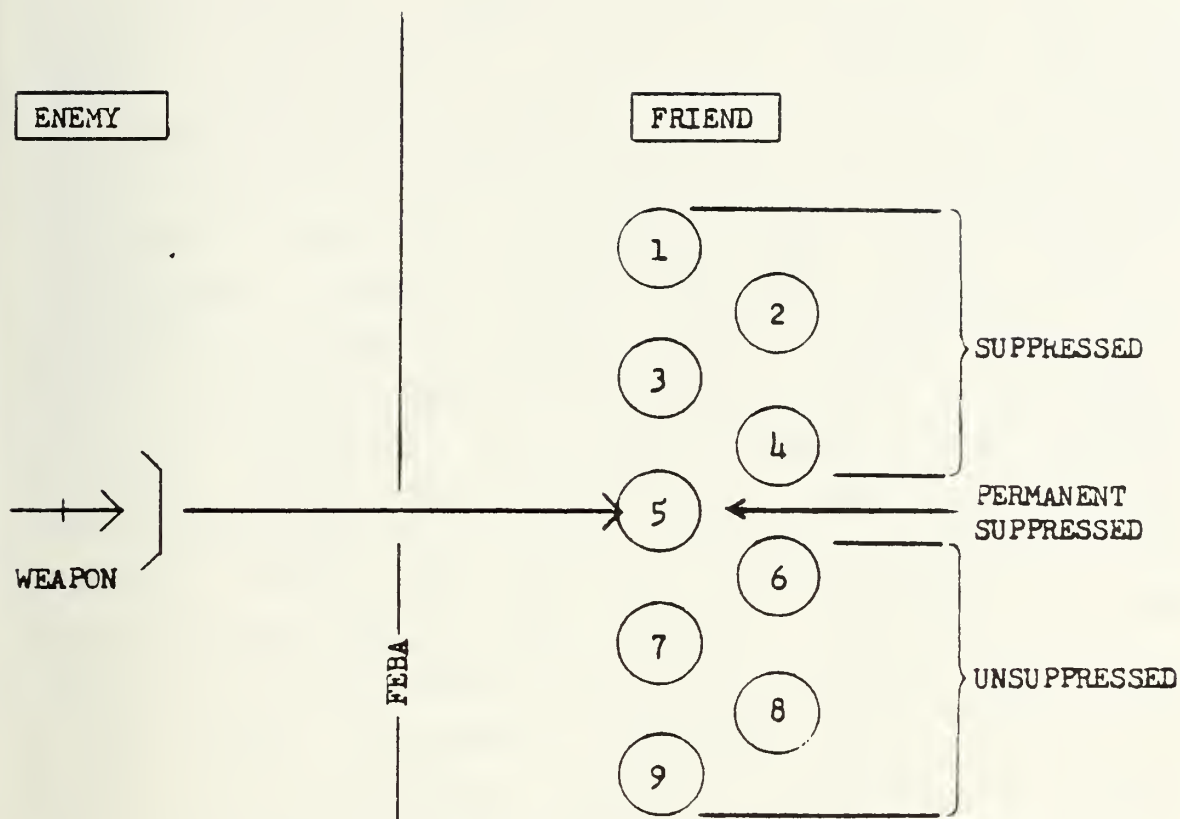 ENEMY
FRIEND
1
2
SUPPRESSED
3
4
5
PERMANENT
SUPPRESSED
WEAPON
6
7
FEBA
UNSUPPRESSED
8
9